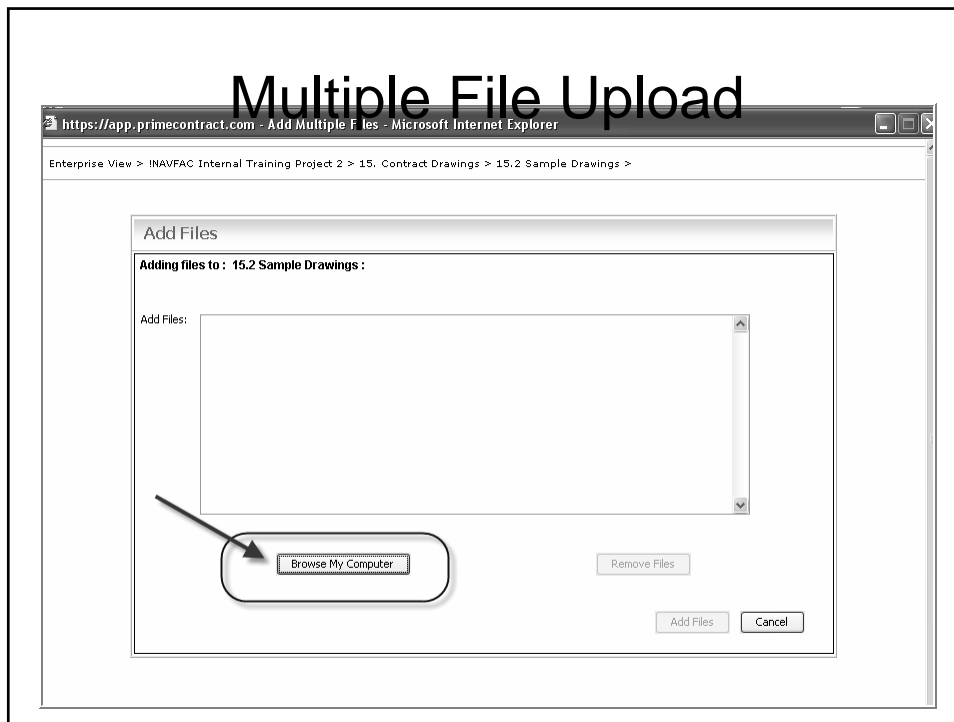 Multiple File Upload
https://app.primecontract.com - Add Multiple Files - Microsoft Internet Explorer
Enterprise View > !NAVFAC Internal Training Project 2 > 15. Contract Drawings > 15.2 Sample Drawings >
Add Files
Adding files to : 15.2 Sample Drawings :
Add Files:
Browse My Computer
Remove Files
Add Files
Cancel